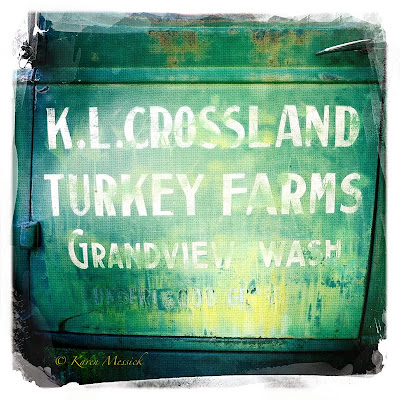 K.L.CROSSLAND
TURKEY FARMS
GRANDVIEW WASH
© Karen Messick